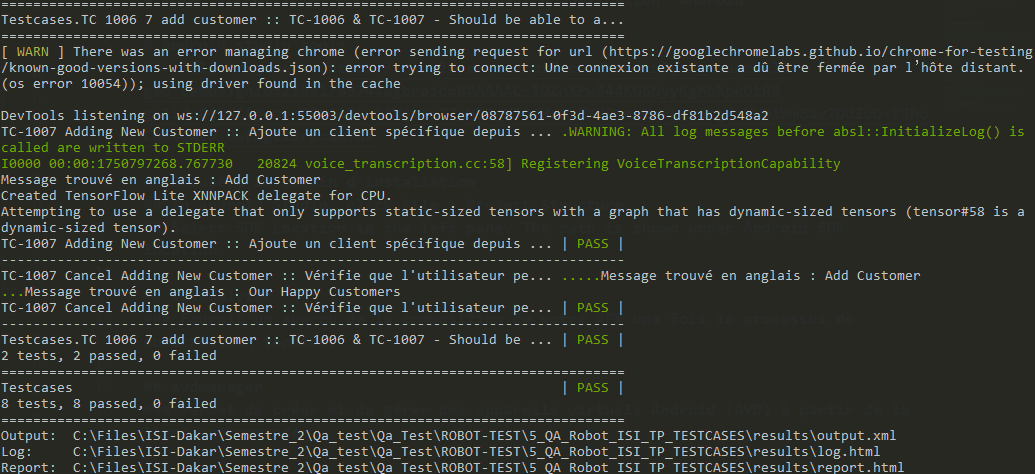 ==============================================================================
Testcases.TC 1006 7 add customer :: TC-1006 & TC-1007 - Should be able to a...
==============================================================================
[ WARN ] There was an error managing chrome (error sending request for url (https://googlechromelabs.github.io/chrome-for-testing
/known-good-versions-with-downloads.json): error trying to connect: Une connexion existante a dû être fermée par l’hôte distant.
(os error 10054)); using driver found in the cache
DevTools listening on ws://127.0.0.1:55003/devtools/browser/08787561-0f3d-4ae3-8786-df81b2d548a2
TC-1007 Adding New Customer :: Ajoute un client spécifique depuis ... .WARNING: All log messages before absl::InitializeLog() is
called are written to STDERR
I0000 00:00:1750797268.767730   20824 voice_transcription.cc:58] Registering VoiceTranscriptionCapability
Message trouvé en anglais : Add Customer
Created TensorFlow Lite XNNPACK delegate for CPU.
Attempting to use a delegate that only supports static-sized tensors with a graph that has dynamic-sized tensors (tensor#58 is a
dynamic-sized tensor).
TC-1007 Adding New Customer :: Ajoute un client spécifique depuis ... | PASS |
------------------------------------------------------------------------------
TC-1007 Cancel Adding New Customer :: Vérifie que l'utilisateur pe... .....Message trouvé en anglais : Add Customer
...Message trouvé en anglais : Our Happy Customers
TC-1007 Cancel Adding New Customer :: Vérifie que l'utilisateur pe... | PASS |
------------------------------------------------------------------------------
Testcases.TC 1006 7 add customer :: TC-1006 & TC-1007 - Should be ... | PASS |
2 tests, 2 passed, 0 failed
==============================================================================
Testcases                                                             | PASS |
8 tests, 8 passed, 0 failed
==============================================================================
Output:  C:\Files\ISI-Dakar\Semestre_2\Qa_test\Qa_Test\ROBOT-TEST\5_QA_Robot_ISI_TP_TESTCASES\results\output.xml
Log:     C:\Files\ISI-Dakar\Semestre_2\Qa_test\Qa_Test\ROBOT-TEST\5_QA_Robot_ISI_TP_TESTCASES\results\log.html
Report:  C:\Files\ISI-Dakar\Semestre_2\Qa_test\Qa_Test\ROBOT-TEST\5_QA_Robot_ISI_TP_TESTCASES\results\report.html